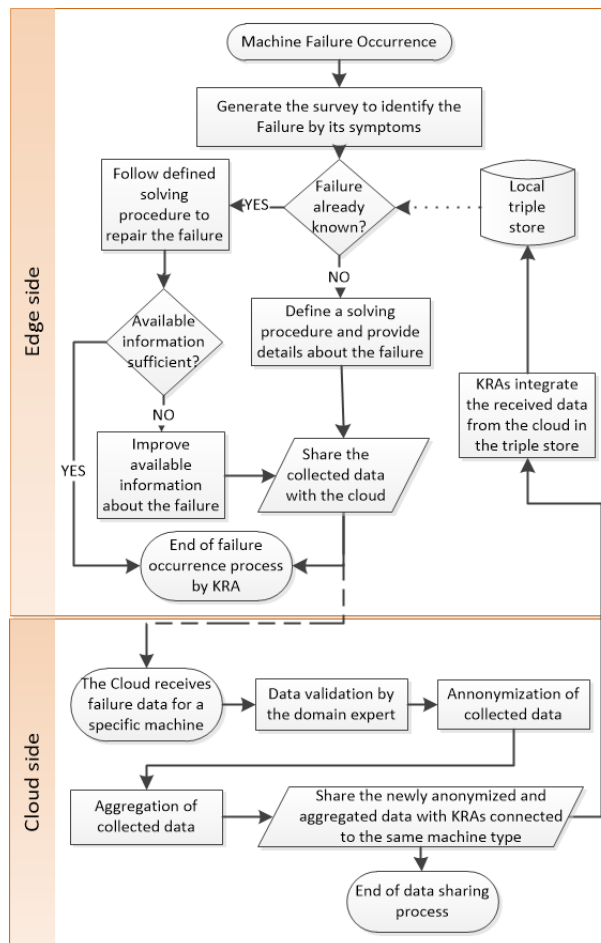 Edge side
Machine Failure Occurrence
Generate the survey to identify the
Failure by its symptoms
Follow defined
solving
procedure to
repair the failure
YES
Failure
already
known?
Local
triple
store
NO
Available
information
sufficient?
Define a solving
procedure and provide
details about the failure
KRAs integrate
the received data
from the cloud in
the triple store
NO
YES
Improve
available
information
about the failure
Share the
collected data
with the cloud
End of failure
occurrence process
by KRA
Cloud side
The Cloud receives
failure data for a
specific machine
Data validation by
the domain expert
Annonymization of
collected data
Aggregation of
collected data
Share the newly anonymized and
aggregated data with KRAs connected
to the same machine type
End of data sharing
process